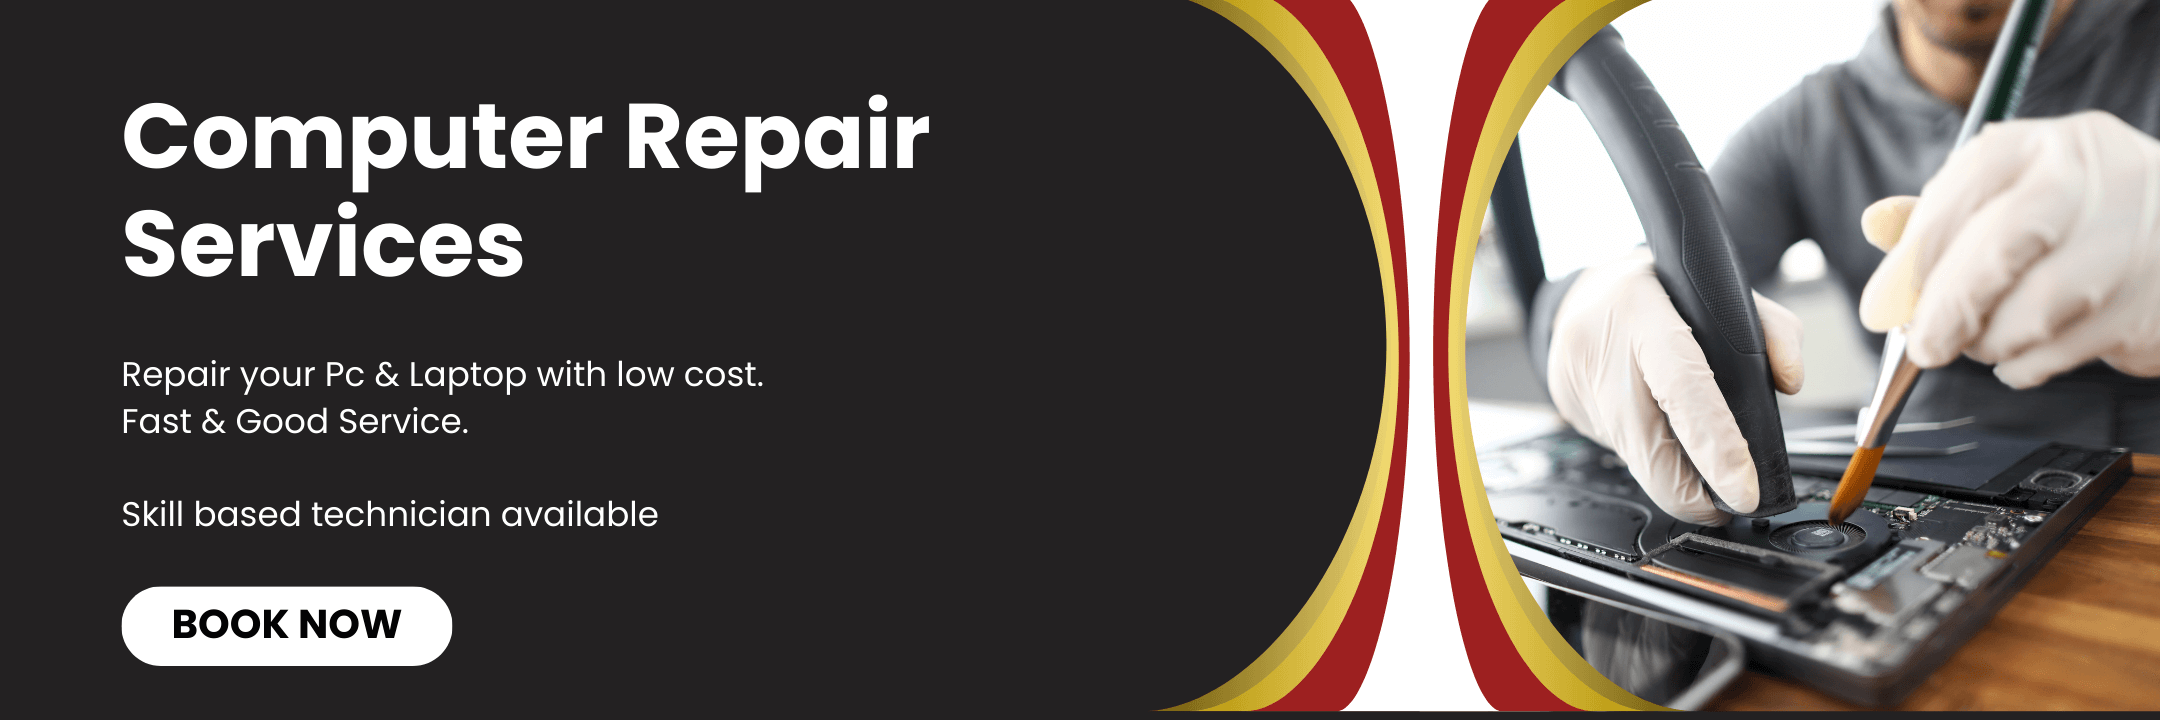 Computer Repair
Services
Repair your Pc & Laptop with low cost.
Fast & Good Service.
Skill based technician available
BOOK NOW